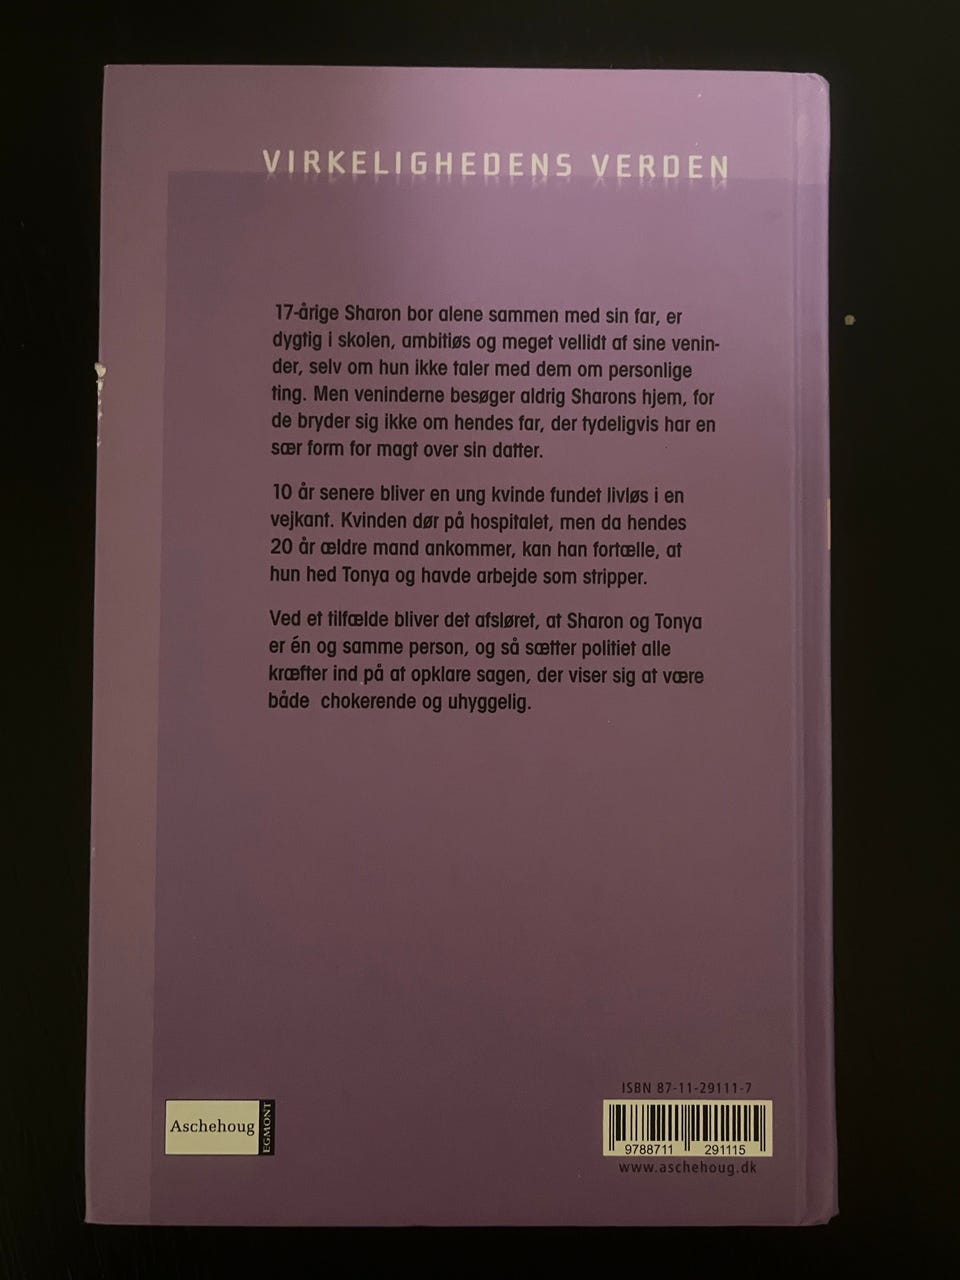 VIRKELIGHEDENS VERDEN
17-årige Sharon bor alene sammen med sin far, er
dygtig i skolen, ambitiøs og meget vellidt af sine venin-
der, selv om hun ikke taler med dem om personlige
ting. Men veninderne besøger aldrig Sharons hjem, for
de bryder sig ikke om hendes far, der tydeligvis har en
sær form for magt over sin datter.
10 år senere bliver en ung kvinde fundet livløs i en
vejkant. Kvinden dør på hospitalet, men da hendes
20 år ældre mand ankommer, kan han fortælle, at
hun hed Tonya og havde arbejde som stripper.
Ved et tilfælde bliver det afsløret, at Sharon og Tonya
er én og samme person, og så sætter politiet alle
kræfter ind på at opklare sagen, der viser sig at være
både chokerende og uhyggelig.
Aschehoug
EGMONT
ISBN 87-11-29111-7
9788711 291115
www.aschehoug.dk